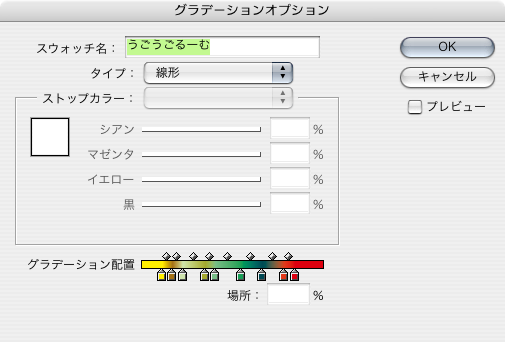 グラデーションオプション
スウォッチ名： うごうごるーむ
OK
タイプ： 線形
キャンセル
ストップカラー：
プレビュー
シアン %
マゼンタ %
イエロー %
黒 %
グラデーション配置
場所： %